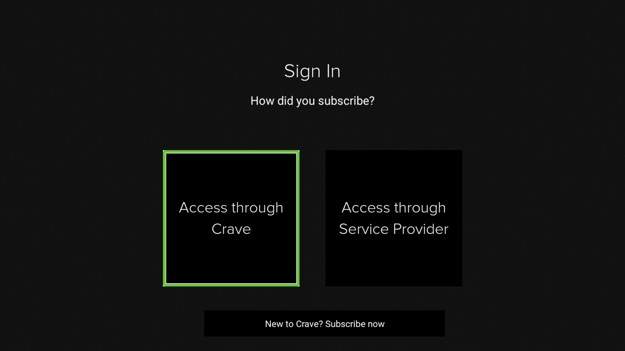 Sign In
How did you subscribe?
Access through
Crave
Access through
Service Provider
New to Crave? Subscribe now